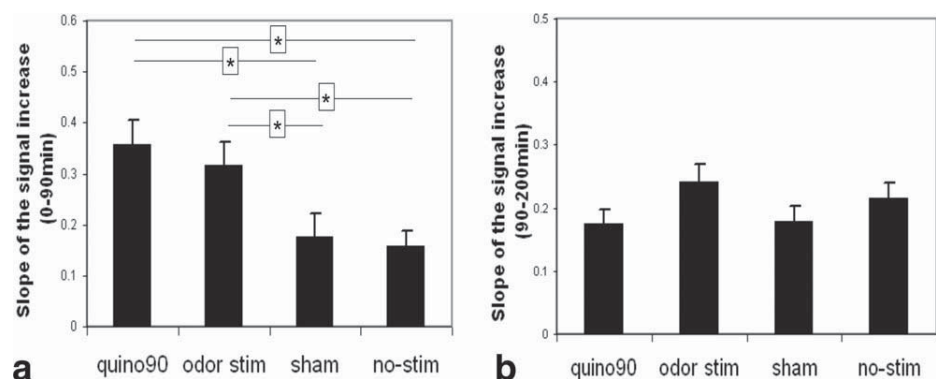 Slope of the signal increase
(0-90min)
0.6
0.5
0.4
0.3
0.2
0.1
0
*
*
*
*
quino90 odor stim sham no-stim
a
Slope of the signal increase
(90-200min)
0.5
0.4
0.3
0.2
0.1
0
quino90 odor stim sham no-stim
b